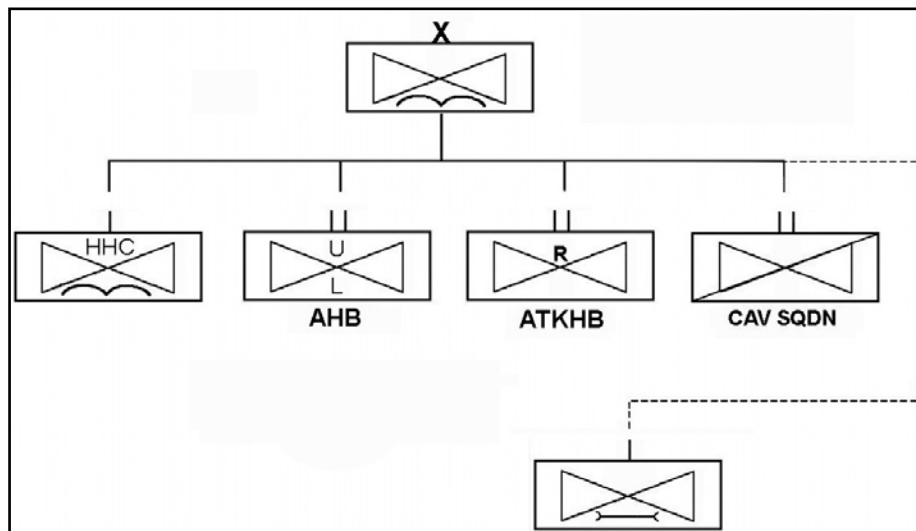 X
HHC
U
L
AHB
R
ATKHB
CAV SQDN